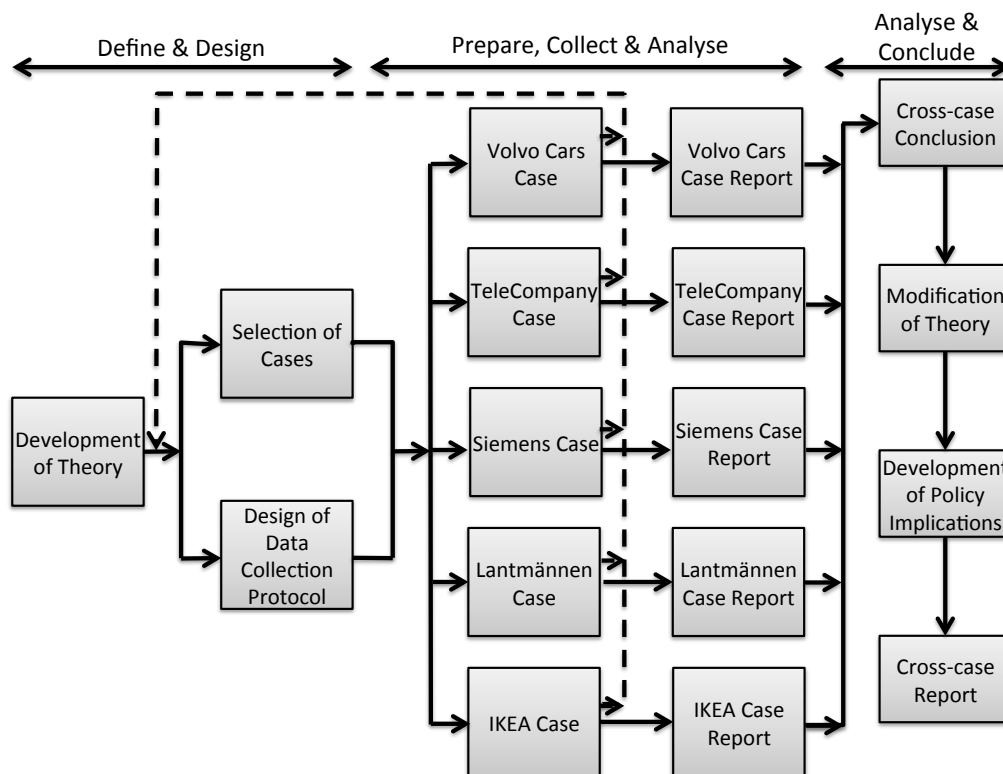 Define & Design
Prepare, Collect & Analyse
Analyse &
Conclude
Development
of Theory
Selection of
Cases
Design of
Data
Collection
Protocol
Volvo Cars
Case
TeleCompany
Case
Siemens Case
Lantmännen
Case
IKEA Case
Volvo Cars
Case Report
TeleCompany
Case Report
Siemens Case
Report
Lantmännen
Case Report
IKEA Case
Report
Cross-case
Conclusion
Modification
of Theory
Development
of Policy
Implications
Cross-case
Report